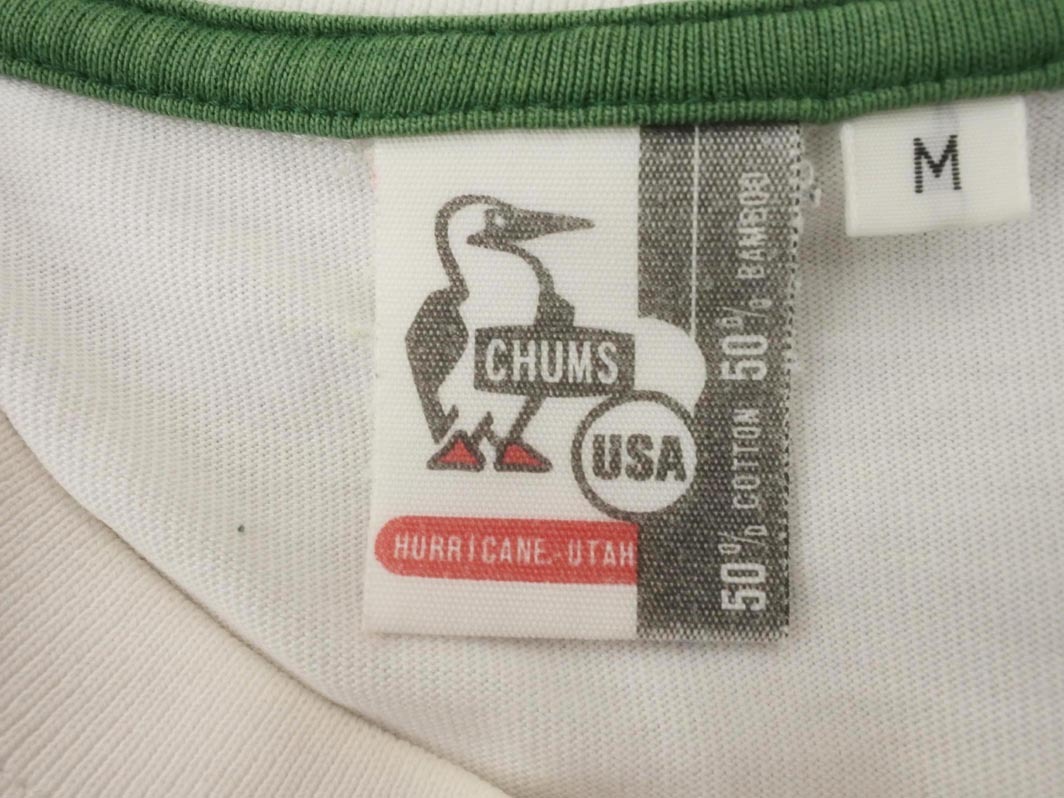 CHUMS
USA
HURRICANE-UTAH
50% COTTON 50% BAMBOO
M